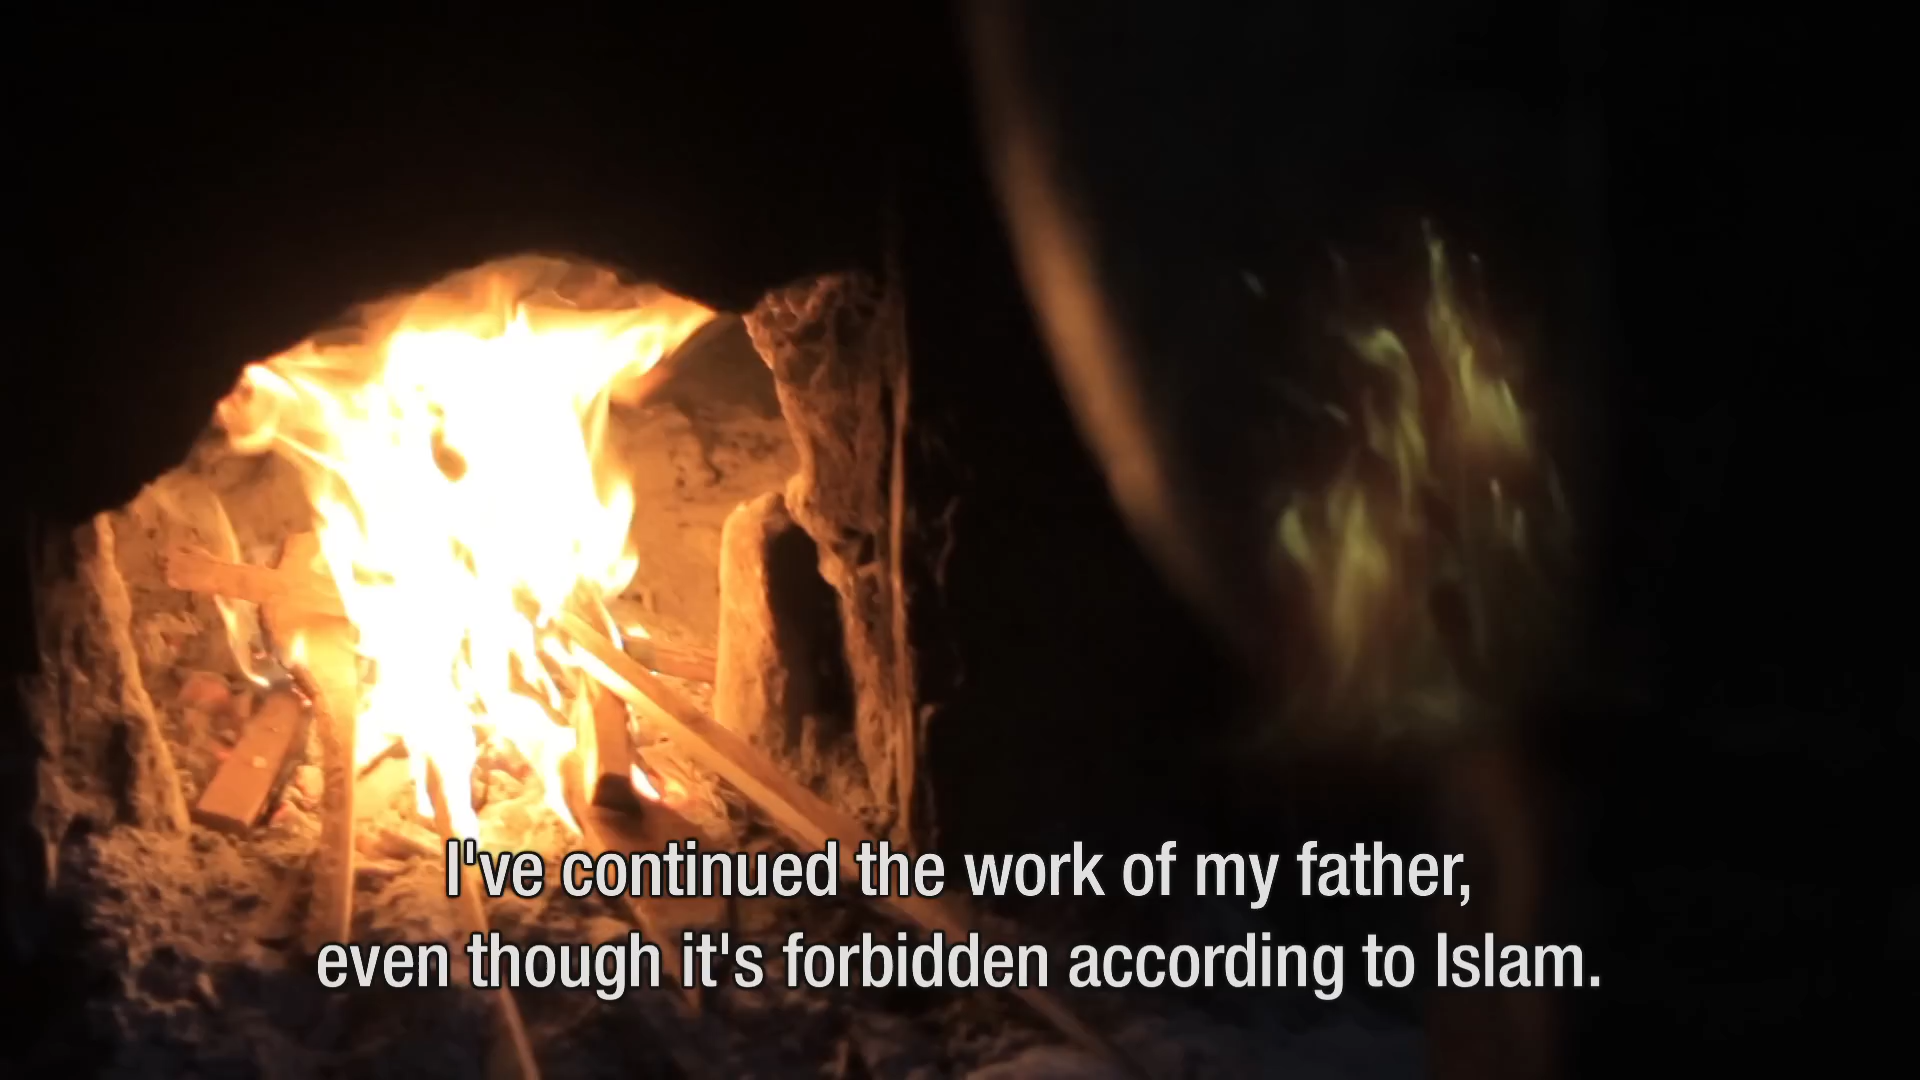 I've continued the work of my father,
even though it's forbidden according to Islam.